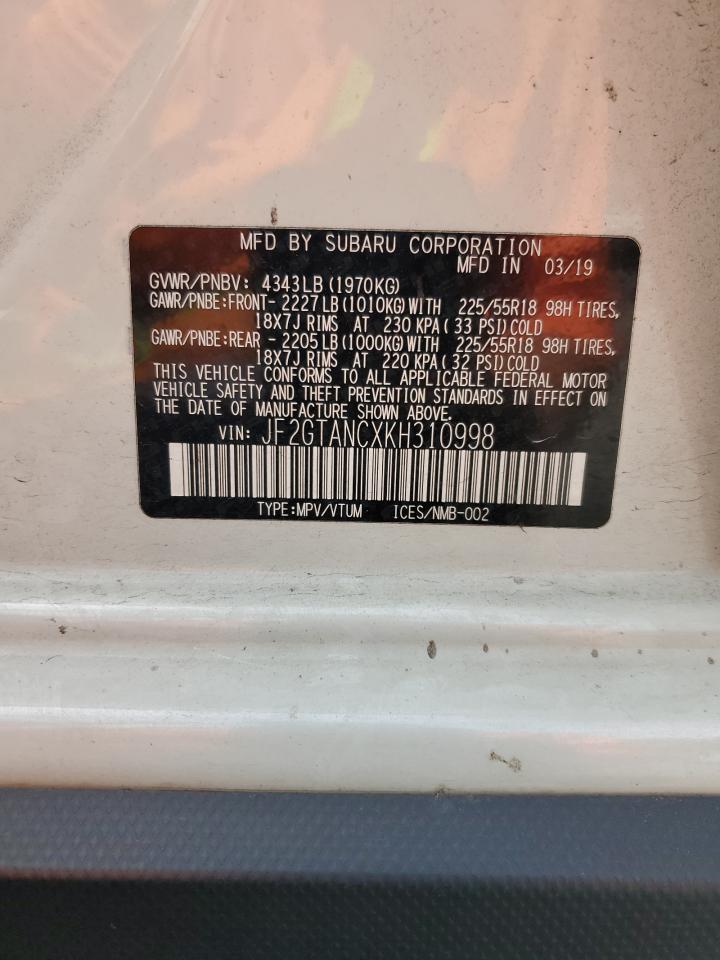 MFD BY SUBARU CORPORATION
MFD IN 03/19
GVWR/PNBV: 4343LB (1970KG)
GAWR/PNBE:FRONT- 2227LB(1010KG)WITH 225/55R18 98H TIRES,
18X7J RIMS AT 230 KPA( 33 PSI)COLD
GAWR/PNBE:REAR - 2205LB(1000KG)WITH 225/55R18 98H TIRES,
18X7J RIMS AT 220 KPA( 32 PSI)COLD
THIS VEHICLE CONFORMS TO ALL APPLICABLE FEDERAL MOTOR
VEHICLE SAFETY AND THEFT PREVENTION STANDARDS IN EFFECT ON
THE DATE OF MANUFACTURE SHOWN ABOVE.
VIN: JF2GTANCXKH310998
TYPE:MPV/VTUM ICES/NMB-002